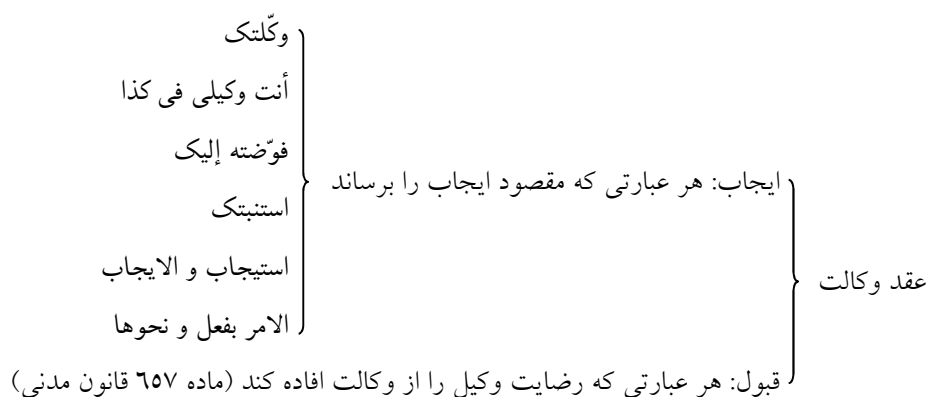 عقد وکالت
ایجاب: هر عبارتی که مقصود ایجاب را برساند
وکّلتک
أنت وکیلی فی کذا
فوّضته إلیک
استنبتک
استیجاب و الایجاب
الامر بفعل و نحوها
قبول: هر عبارتی که رضایت وکیل را از وکالت افاده کند (ماده ٦٥٧ قانون مدنی)